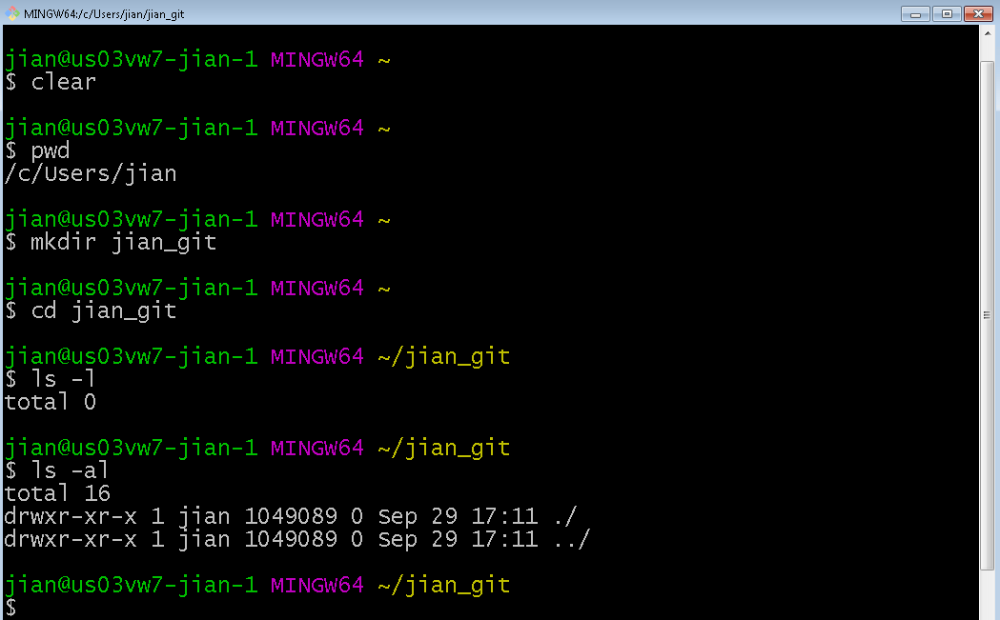 MINGW64:/c/Users/jian/jian_git
jian@us03vw7-jian-1 MINGW64 ~
$ clear
jian@us03vw7-jian-1 MINGW64 ~
$ pwd
/c/Users/jian
jian@us03vw7-jian-1 MINGW64 ~
$ mkdir jian_git
jian@us03vw7-jian-1 MINGW64 ~
$ cd jian_git
jian@us03vw7-jian-1 MINGW64 ~/jian_git
$ ls -l
total 0
jian@us03vw7-jian-1 MINGW64 ~/jian_git
$ ls -al
total 16
drwxr-xr-x 1 jian 1049089 0 Sep 29 17:11 ./
drwxr-xr-x 1 jian 1049089 0 Sep 29 17:11 ../
jian@us03vw7-jian-1 MINGW64 ~/jian_git
$